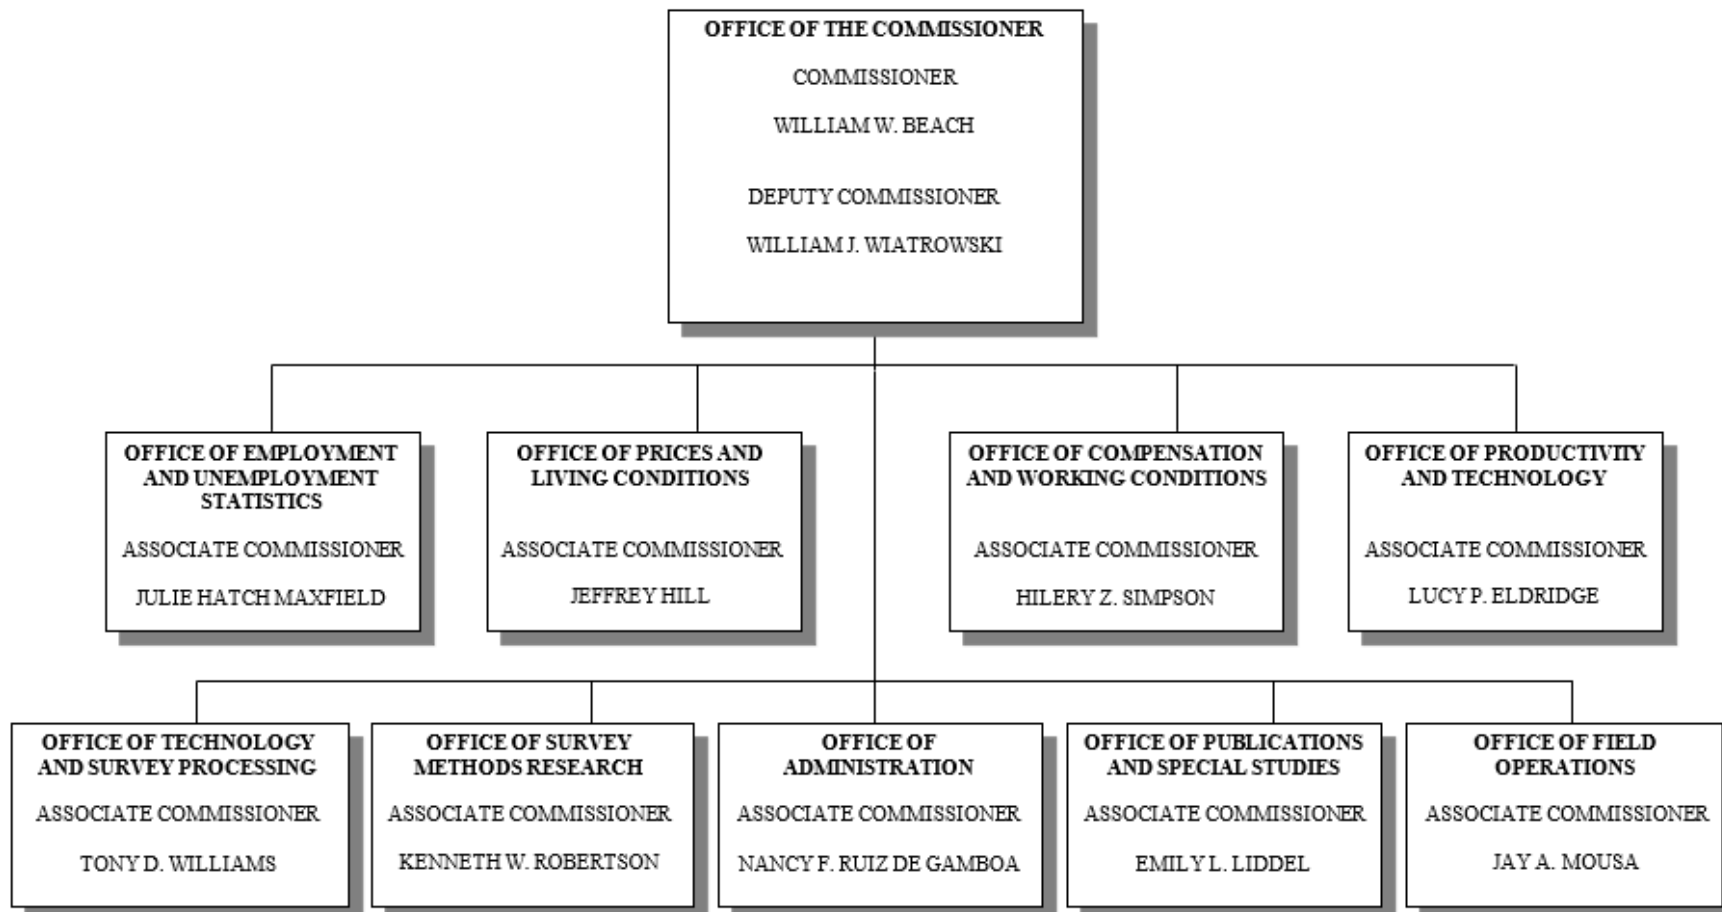 OFFICE OF THE COMMISSIONER
COMMISSIONER
WILLIAM W. BEACH
DEPUTY COMMISSIONER
WILLIAM J. WIATROWSKI
OFFICE OF EMPLOYMENT
AND UNEMPLOYMENT
STATISTICS
ASSOCIATE COMMISSIONER
JULIE HATCH MAXFIELD
OFFICE OF PRICES AND
LIVING CONDITIONS
ASSOCIATE COMMISSIONER
JEFFREY HILL
OFFICE OF COMPENSATION
AND WORKING CONDITIONS
ASSOCIATE COMMISSIONER
HILERY Z. SIMPSON
OFFICE OF PRODUCTIVITY
AND TECHNOLOGY
ASSOCIATE COMMISSIONER
LUCY P. ELDRIDGE
OFFICE OF TECHNOLOGY
AND SURVEY PROCESSING
ASSOCIATE COMMISSIONER
TONY D. WILLIAMS
OFFICE OF SURVEY
METHODS RESEARCH
ASSOCIATE COMMISSIONER
KENNETH W. ROBERTSON
OFFICE OF
ADMINISTRATION
ASSOCIATE COMMISSIONER
NANCY F. RUIZ DE GAMBOA
OFFICE OF PUBLICATIONS
AND SPECIAL STUDIES
ASSOCIATE COMMISSIONER
EMILY L. LIDDEL
OFFICE OF FIELD
OPERATIONS
ASSOCIATE COMMISSIONER
JAY A. MOUSA